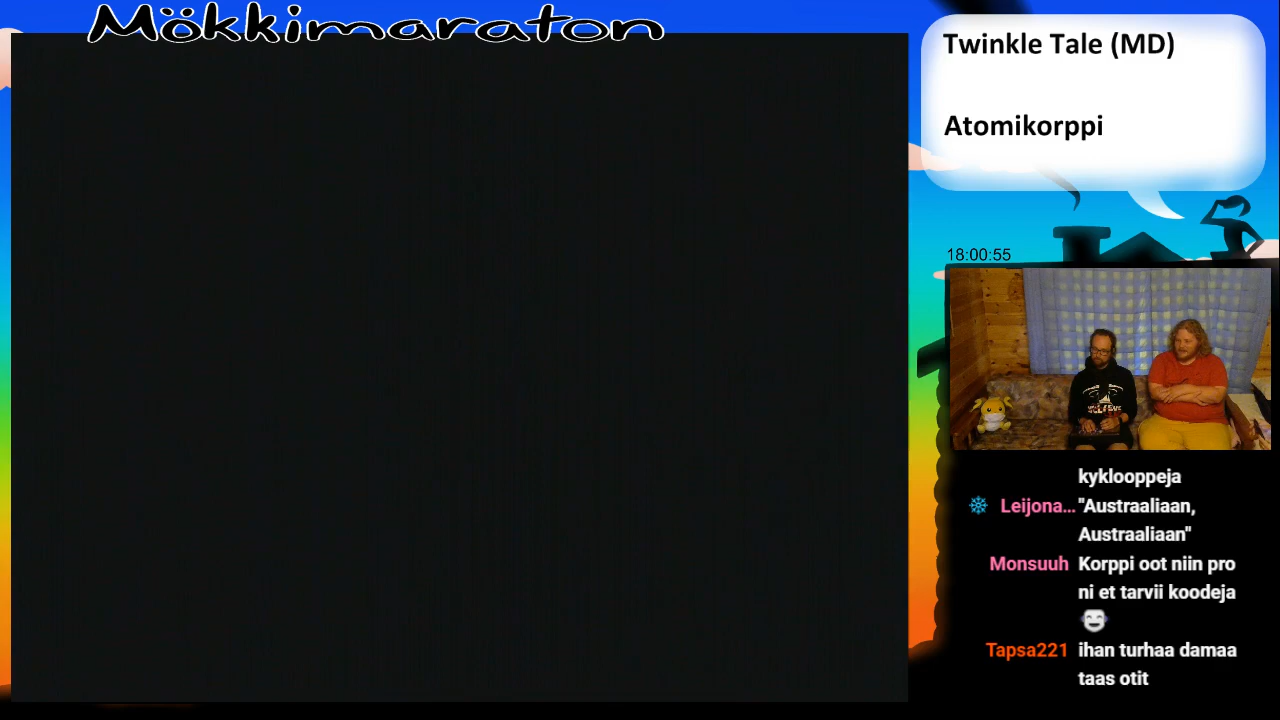 Mökkimaraton
Twinkle Tale (MD)
Atomikorppi
18:00:55
kyklooppeja
Leijona... "Austraaliaan,
Austraaliaan"
Monsuuh Korppi oot niin pro
ni et tarvii koodeja
Tapsa221 ihan turhaa damaa
taas otit